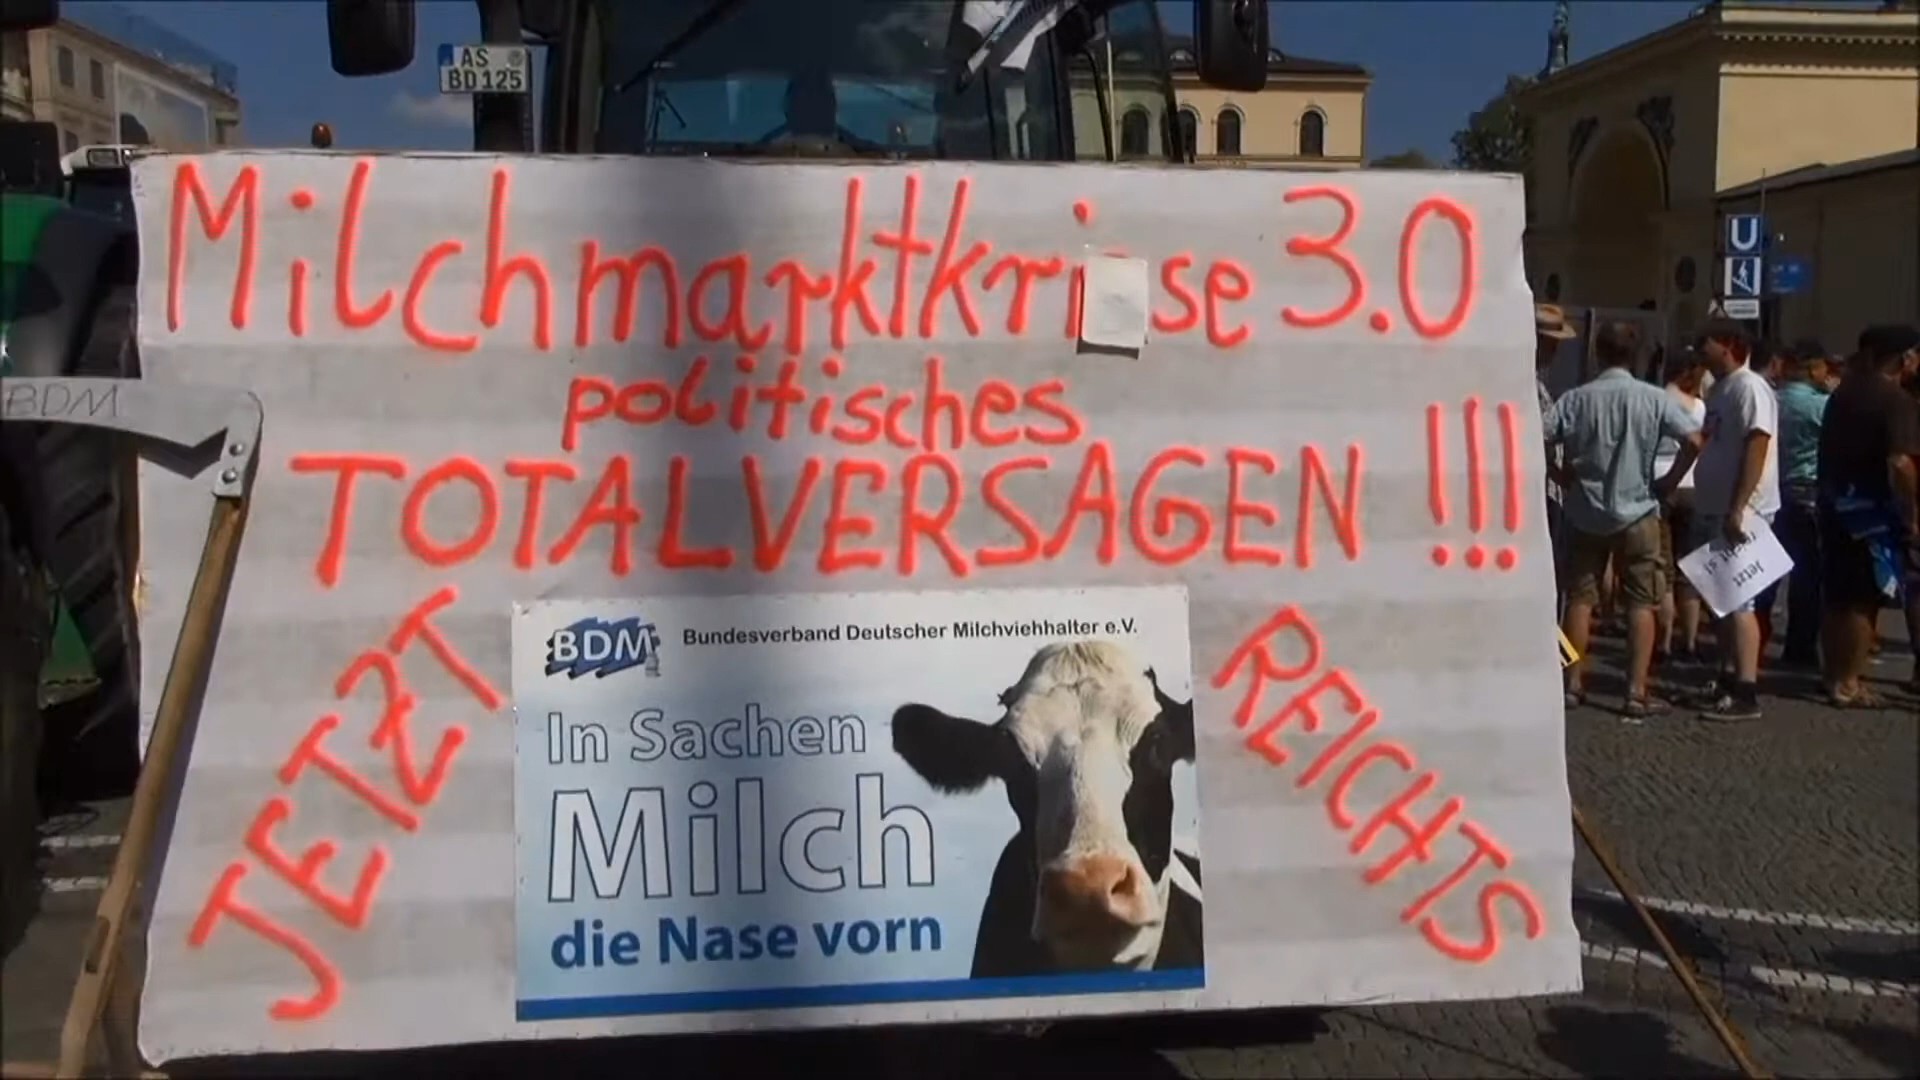 AS
BD 125
Milchmarktkrise 3.0
politisches
TOTALVERSAGEN !!!
JETZT
REICHTS
BDM
BDM
Bundesverband Deutscher Milchviehhalter e.V.
In Sachen
Milch
die Nase vorn
U
Jetzt
reicht's!